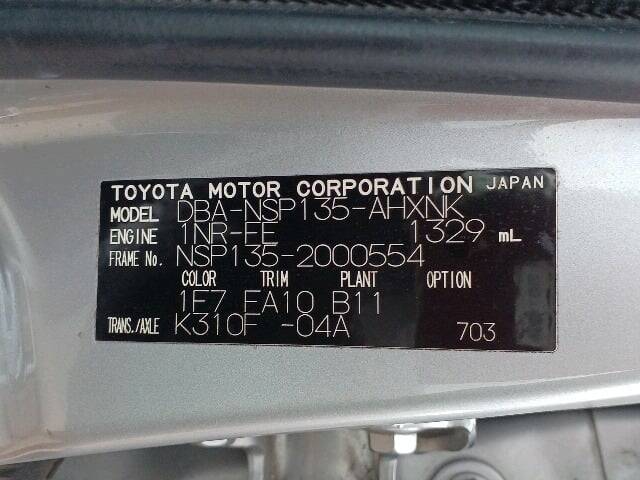 TOYOTA MOTOR CORPORATION JAPAN
MODEL DBA-NSP135-AHXNK
ENGINE 1NR-FE 1329 mL
FRAME No. NSP135-2000554
COLOR TRIM PLANT OPTION
1E7 FA10 B11
TRANS./AXLE K310F -04A 703